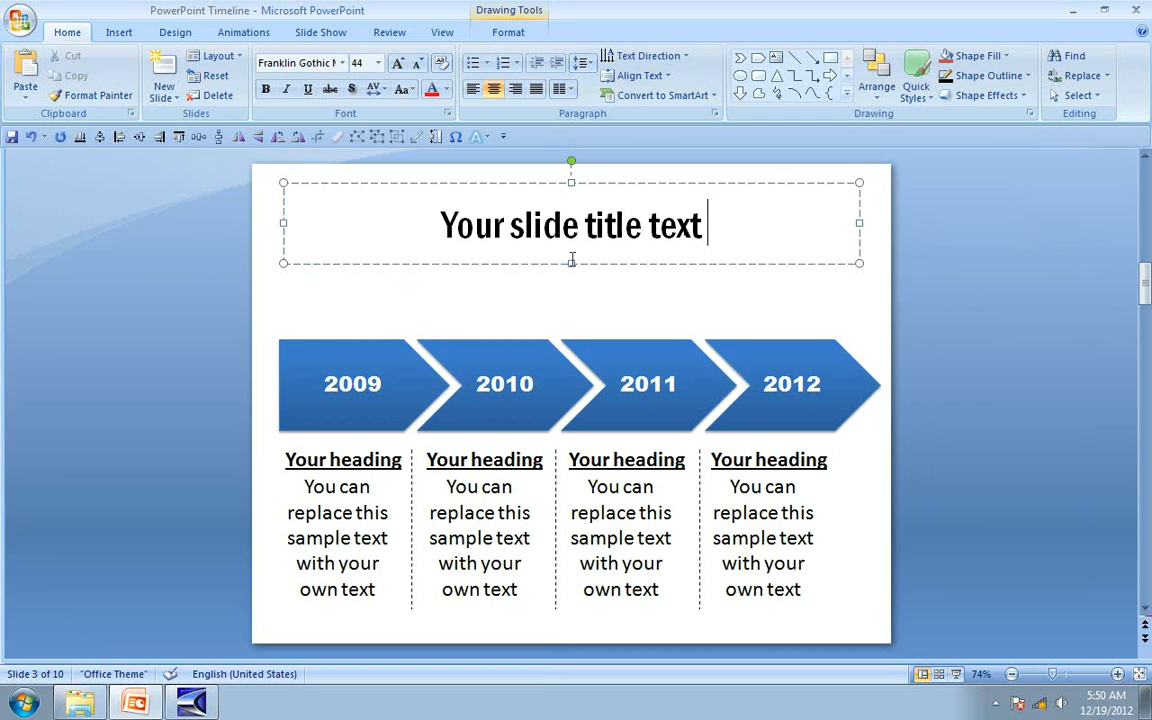 PowerPoint Timeline - Microsoft PowerPoint
Drawing Tools
Home
Insert
Design
Animations
Slide Show
Review
View
Format
Paste
Cut
Copy
Format Painter
Clipboard
New
Slide
Layout
Reset
Delete
Slides
Franklin Gothic
44
B I U abc S AV Aa A
Font
Text Direction
Align Text
Convert to SmartArt
Paragraph
Arrange
Quick
Styles
Shape Fill
Shape Outline
Shape Effects
Drawing
Find
Replace
Select
Editing
Your slide title text
2009
2010
2011
2012
Your heading
You can
replace this
sample text
with your
own text
Your heading
You can
replace this
sample text
with your
own text
Your heading
You can
replace this
sample text
with your
own text
Your heading
You can
replace this
sample text
with your
own text
Slide 3 of 10
"Office Theme"
English (United States)
74%
5:50 AM
12/19/2012